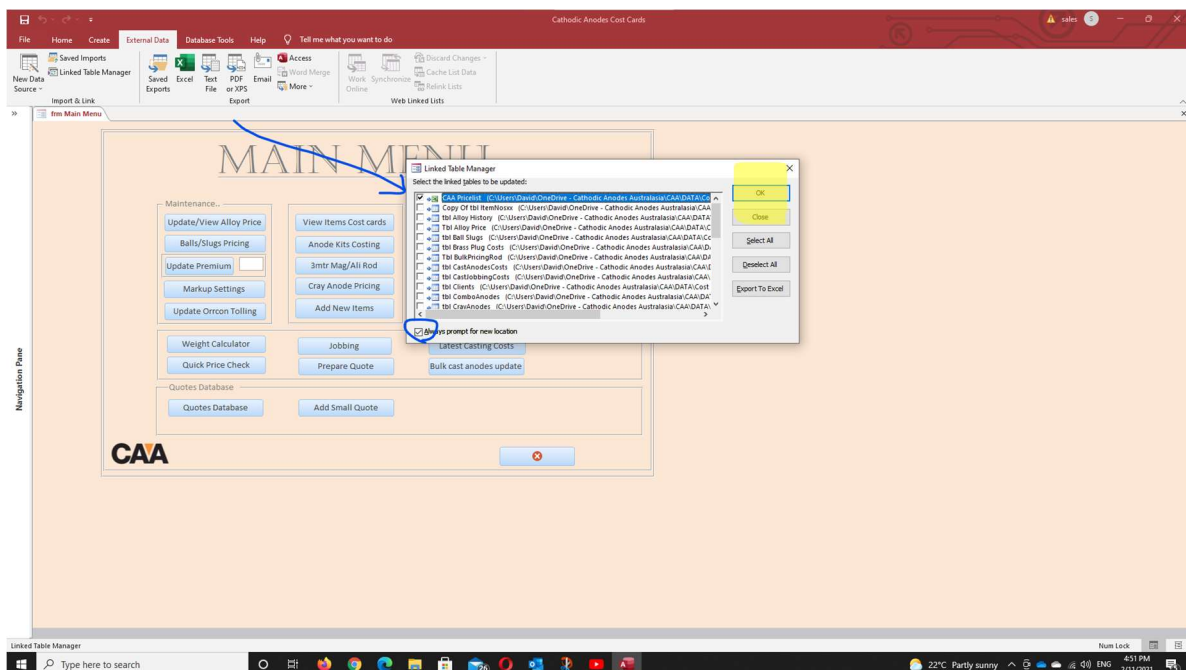 Cathodic Anodes Cost Cards
sales S
File Home Create External Data Database Tools Help Tell me what you want to do
New Data Source
Saved Imports
Linked Table Manager
Import & Link
Saved Exports
Excel
Text File
PDF or XPS
Email
Access
Word Merge
More
Export
Work Online
Synchronize
Discard Changes
Cache List Data
Relink Lists
Web Linked Lists
frm Main Menu
MAIN MENU
Maintenance..
Update/View Alloy Price
Balls/Slugs Pricing
Update Premium
Markup Settings
Update Orrcon Tolling
View Items Cost cards
Anode Kits Costing
3mtr Mag/Ali Rod
Cray Anode Pricing
Add New Items
Weight Calculator
Jobbing
Latest Casting Costs
Quick Price Check
Prepare Quote
Bulk cast anodes update
Quotes Database
Quotes Database
Add Small Quote
CAA
Linked Table Manager
Select the linked tables to be updated:
CAA Pricelist (C:\Users\David\OneDrive - Cathodic Anodes Australasia\CAA\DATA\Co
Copy Of tbl ItemNosxx (C:\Users\David\OneDrive - Cathodic Anodes Australasia\CAA
tbl Alloy History (C:\Users\David\OneDrive - Cathodic Anodes Australasia\CAA\DATA
Tbl Alloy Price (C:\Users\David\OneDrive - Cathodic Anodes Australasia\CAA\DATA\C
tbl Ball Slugs (C:\Users\David\OneDrive - Cathodic Anodes Australasia\CAA\DATA\Co
tbl Brass Plug Costs (C:\Users\David\OneDrive - Cathodic Anodes Australasia\CAA\D
Tbl BulkPricingRod (C:\Users\David\OneDrive - Cathodic Anodes Australasia\CAA\DA
tbl CastAnodesCosts (C:\Users\David\OneDrive - Cathodic Anodes Australasia\CAA\
tbl CastJobbingCosts (C:\Users\David\OneDrive - Cathodic Anodes Australasia\CAA\
tbl Clients (C:\Users\David\OneDrive - Cathodic Anodes Australasia\CAA\DATA\Cost
tbl ComboAnodes (C:\Users\David\OneDrive - Cathodic Anodes Australasia\CAA\DA
tbl CrayAnodes (C:\Users\David\OneDrive - Cathodic Anodes Australasia\CAA\DATA\
Always prompt for new location
OK
Close
Select All
Deselect All
Export To Excel
Navigation Pane
Linked Table Manager
Num Lock
Type here to search
26
22°C Partly sunny
ENG
4:51 PM
2/11/2021